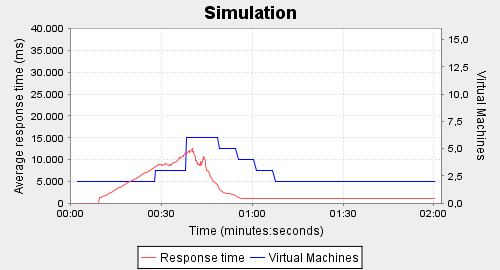 Simulation
Average response time (ms)
40.000
35.000
30.000
25.000
20.000
15.000
10.000
5.000
0
15,0
12,5
10,0
7,5
5,0
2,5
0,0
Virtual Machines
00:00 00:30 01:00 01:30 02:00
Time (minutes:seconds)
Response time Virtual Machines